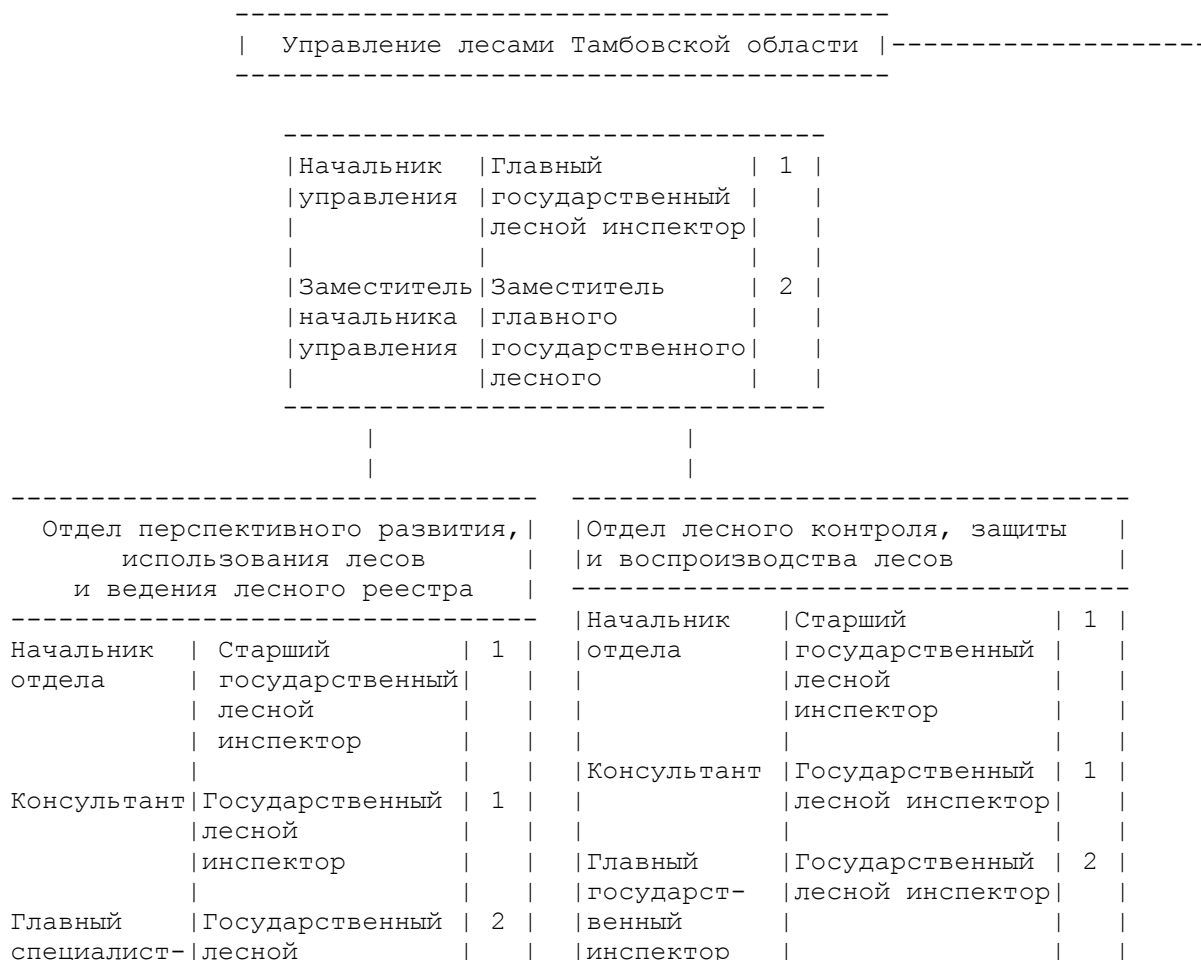 Управление лесами Тамбовской области
Начальник Главный 1
управления государственный
лесной инспектор
Заместитель Заместитель 2
начальника главного
управления государственного
лесного
Отдел перспективного развития,
использования лесов
и ведения лесного реестра
Начальник Старший 1
отдела государственный
лесной
инспектор
Консультант Государственный 1
лесной
инспектор
Главный Государственный 2
специалист- лесной
Отдел лесного контроля, защиты
и воспроизводства лесов
Начальник Старший 1
отдела государственный
лесной
инспектор
Консультант Государственный 1
лесной инспектор
Главный Государственный 2
государст- лесной инспектор
венный
инспектор